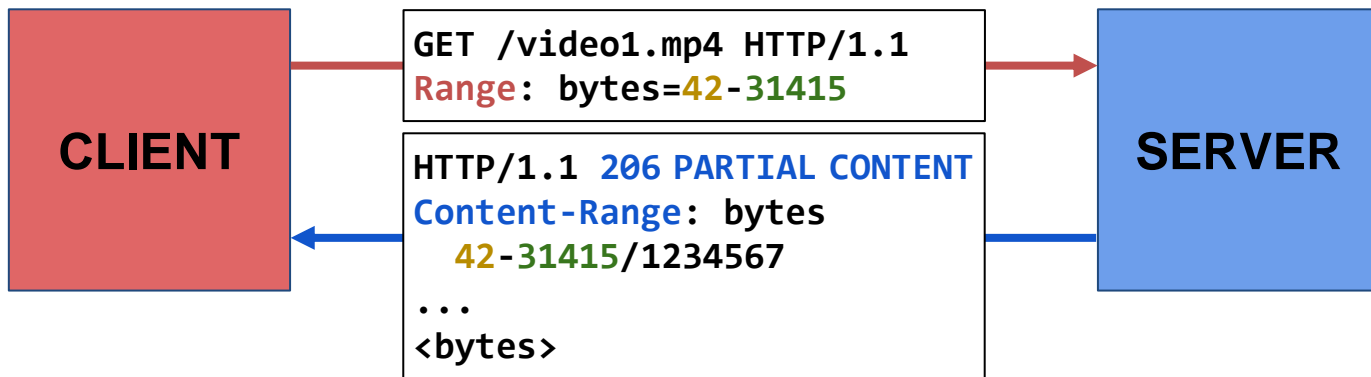 CLIENT
GET /video1.mp4 HTTP/1.1
Range: bytes=42-31415
HTTP/1.1 206 PARTIAL CONTENT
Content-Range: bytes
42-31415/1234567
...
<bytes>
SERVER